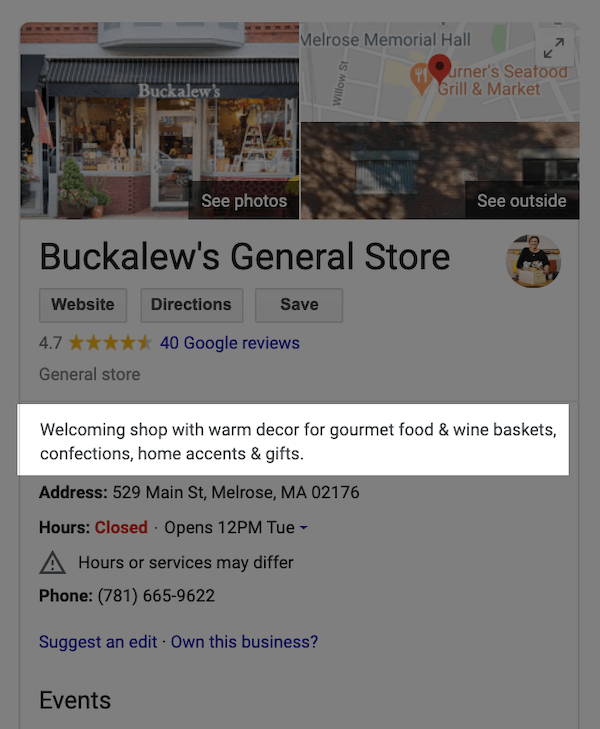 Buckalew's
See photos
Melrose Memorial Hall
Willow St
Turner's Seafood
Grill & Market
See outside
Buckalew's General Store
Website
Directions
Save
4.7 40 Google reviews
General store
Welcoming shop with warm decor for gourmet food & wine baskets,
confections, home accents & gifts.
Address: 529 Main St, Melrose, MA 02176
Hours: Closed · Opens 12PM Tue
Hours or services may differ
Phone: (781) 665-9622
Suggest an edit · Own this business?
Events